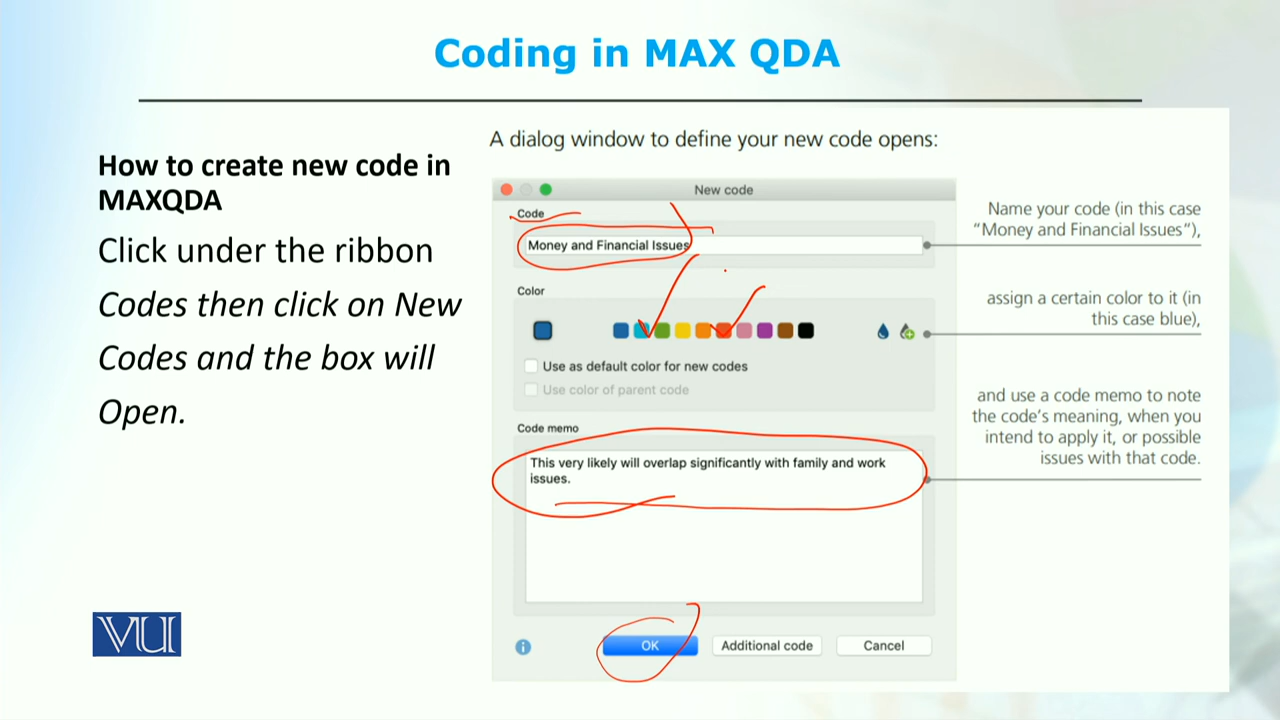 Coding in MAX QDA
How to create new code in
MAXQDA
Click under the ribbon
Codes then click on New
Codes and the box will
Open.
A dialog window to define your new code opens:
New code
Code
Money and Financial Issues
Color
Use as default color for new codes
Use color of parent code
Code memo
This very likely will overlap significantly with family and work
issues.
OK
Additional code
Cancel
Name your code (in this case
“Money and Financial Issues”),
assign a certain color to it (in
this case blue),
and use a code memo to note
the code’s meaning, when you
intend to apply it, or possible
issues with that code.
VU